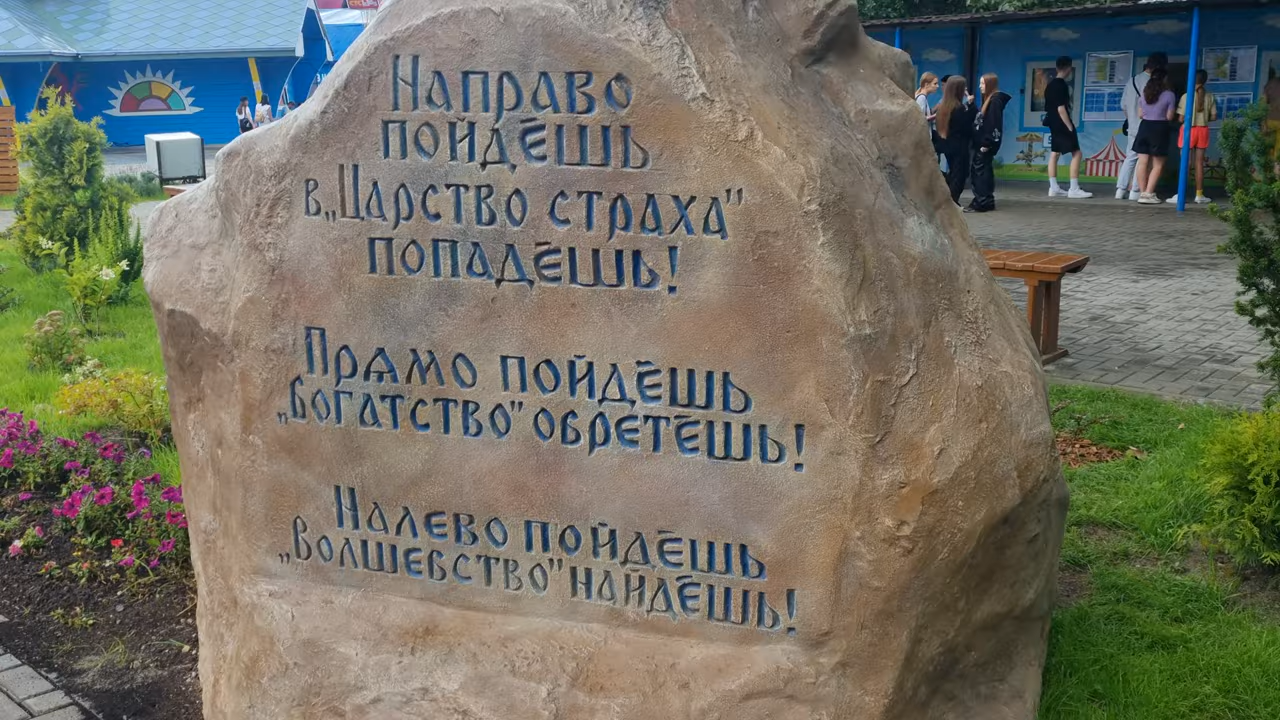 Направо
пойдёшь
в „Царство страха”
попадёшь!
Прямо пойдёшь
„Богатство” обретёшь!
Налево пойдёшь
„Волшебство” найдёшь!